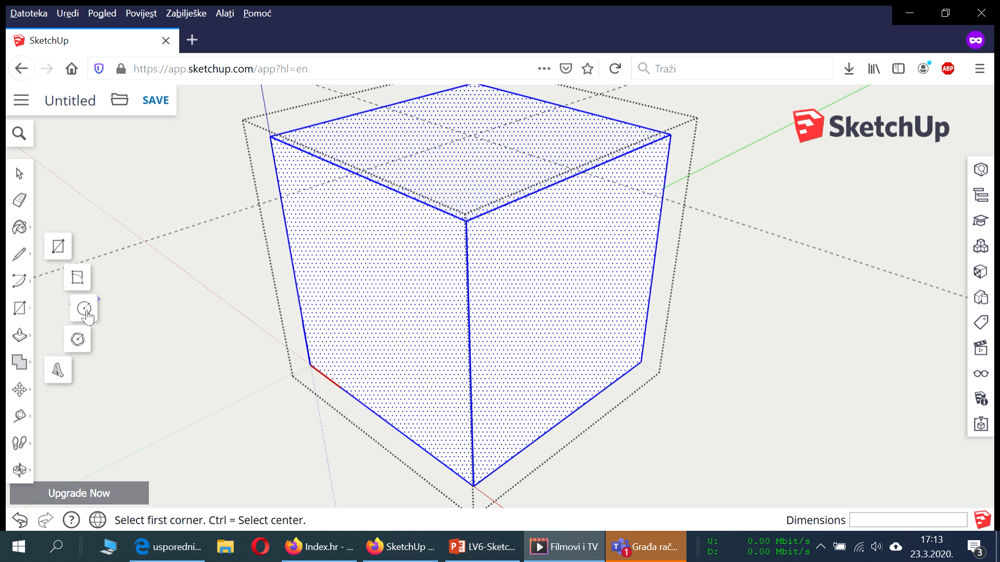 Datoteka Uredi Pogled Povijest Zabilješke Alati Pomoć
SketchUp
https://app.sketchup.com/app?hl=en
Traži
ABP
Untitled SAVE
SketchUp
Upgrade Now
Select first corner. Ctrl = Select center.
Dimensions
usporedni...
Index.hr - ...
SketchUp ...
LV6-Sketc...
Filmovi i TV
1
Građa rač...
U: 0.00 Mbit/s
D: 0.00 Mbit/s
17:13
23.3.2020.
3